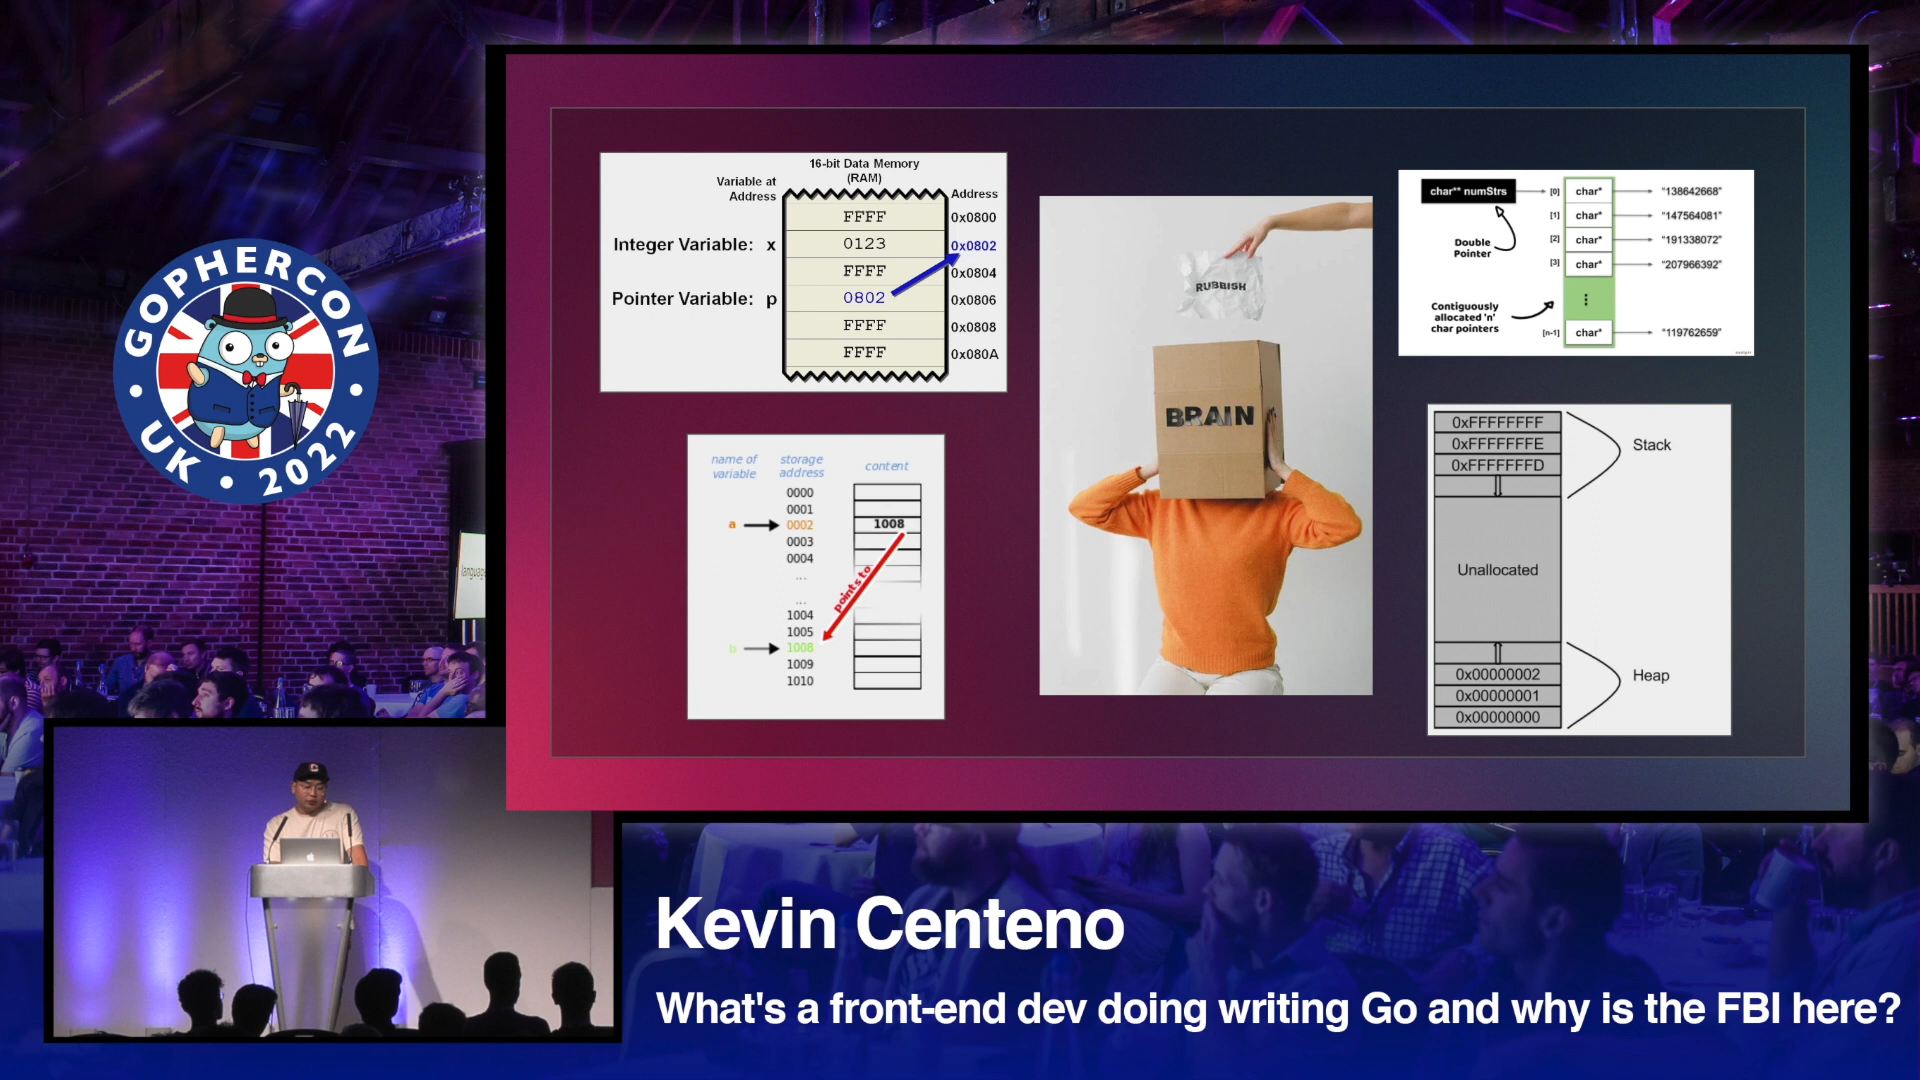 GOPHERCON
UK • 2022
16-bit Data Memory
(RAM)
Variable at
Address
Address
FFFF
0x0800
Integer Variable: x
0123
0x0802
FFFF
0x0804
Pointer Variable: p
0802
0x0806
FFFF
0x0808
FFFF
0x080A
name of
variable
storage
address
content
0000
0001
a
0002
1008
0003
0004
...
points to
...
1004
1005
b
1008
1009
1010
RUBBISH
BRAIN
char** numStrs
[0]
char*
"138642668"
[1]
char*
"147564081"
[2]
char*
"191338072"
[3]
char*
"207966392"
Double
Pointer
Contiguously
allocated 'n'
char pointers
[n-1]
char*
"119762659"
0xFFFFFFFF
0xFFFFFFFE
0xFFFFFFFD
Stack
Unallocated
0x00000002
0x00000001
0x00000000
Heap
language
Kevin Centeno
What's a front-end dev doing writing Go and why is the FBI here?